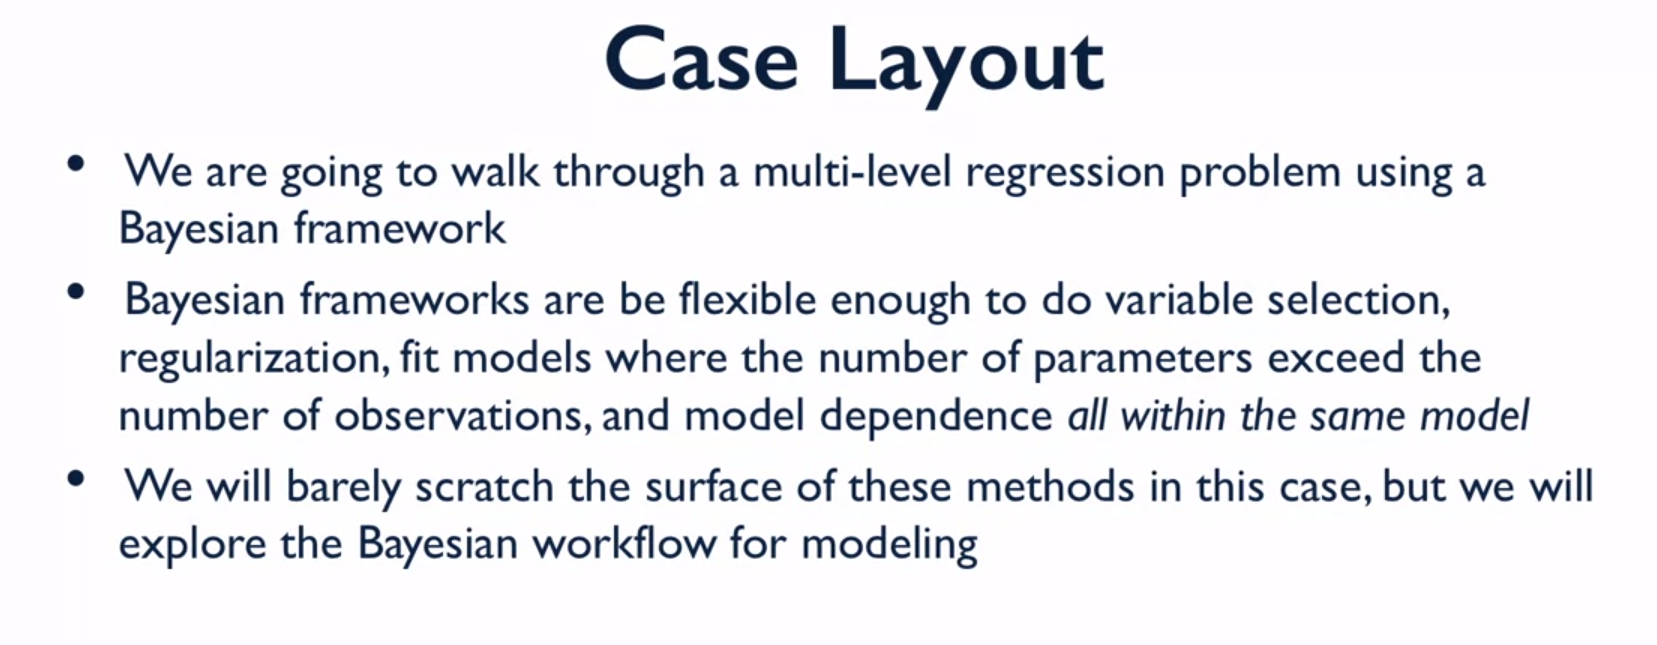 Case Layout
• We are going to walk through a multi-level regression problem using a
Bayesian framework
• Bayesian frameworks are be flexible enough to do variable selection,
regularization, fit models where the number of parameters exceed the
number of observations, and model dependence all within the same model
• We will barely scratch the surface of these methods in this case, but we will
explore the Bayesian workflow for modeling